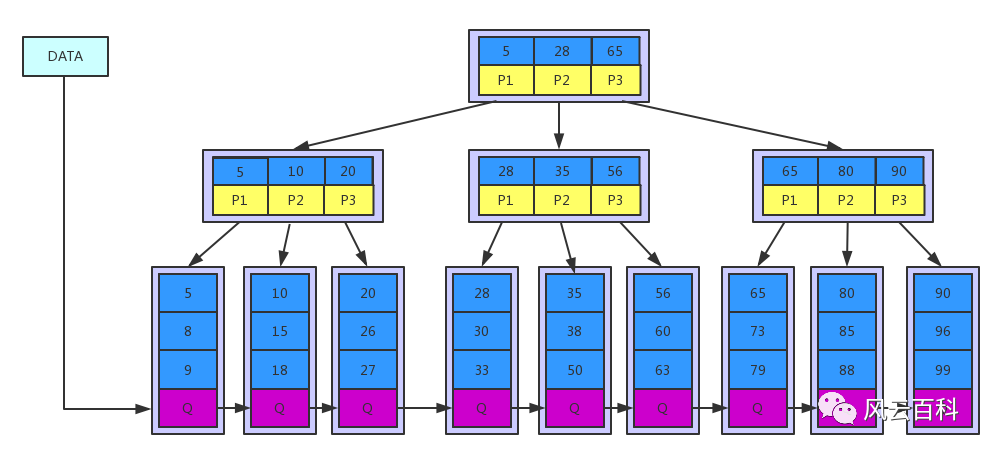 DATA
5 28 65
P1 P2 P3
5 10 20
P1 P2 P3
28 35 56
P1 P2 P3
65 80 90
P1 P2 P3
5 10 20 28 35 56 65 80 90
8 15 26 30 38 60 73 85 96
9 18 27 33 50 63 79 88 99
Q Q Q Q Q Q Q
风云百科